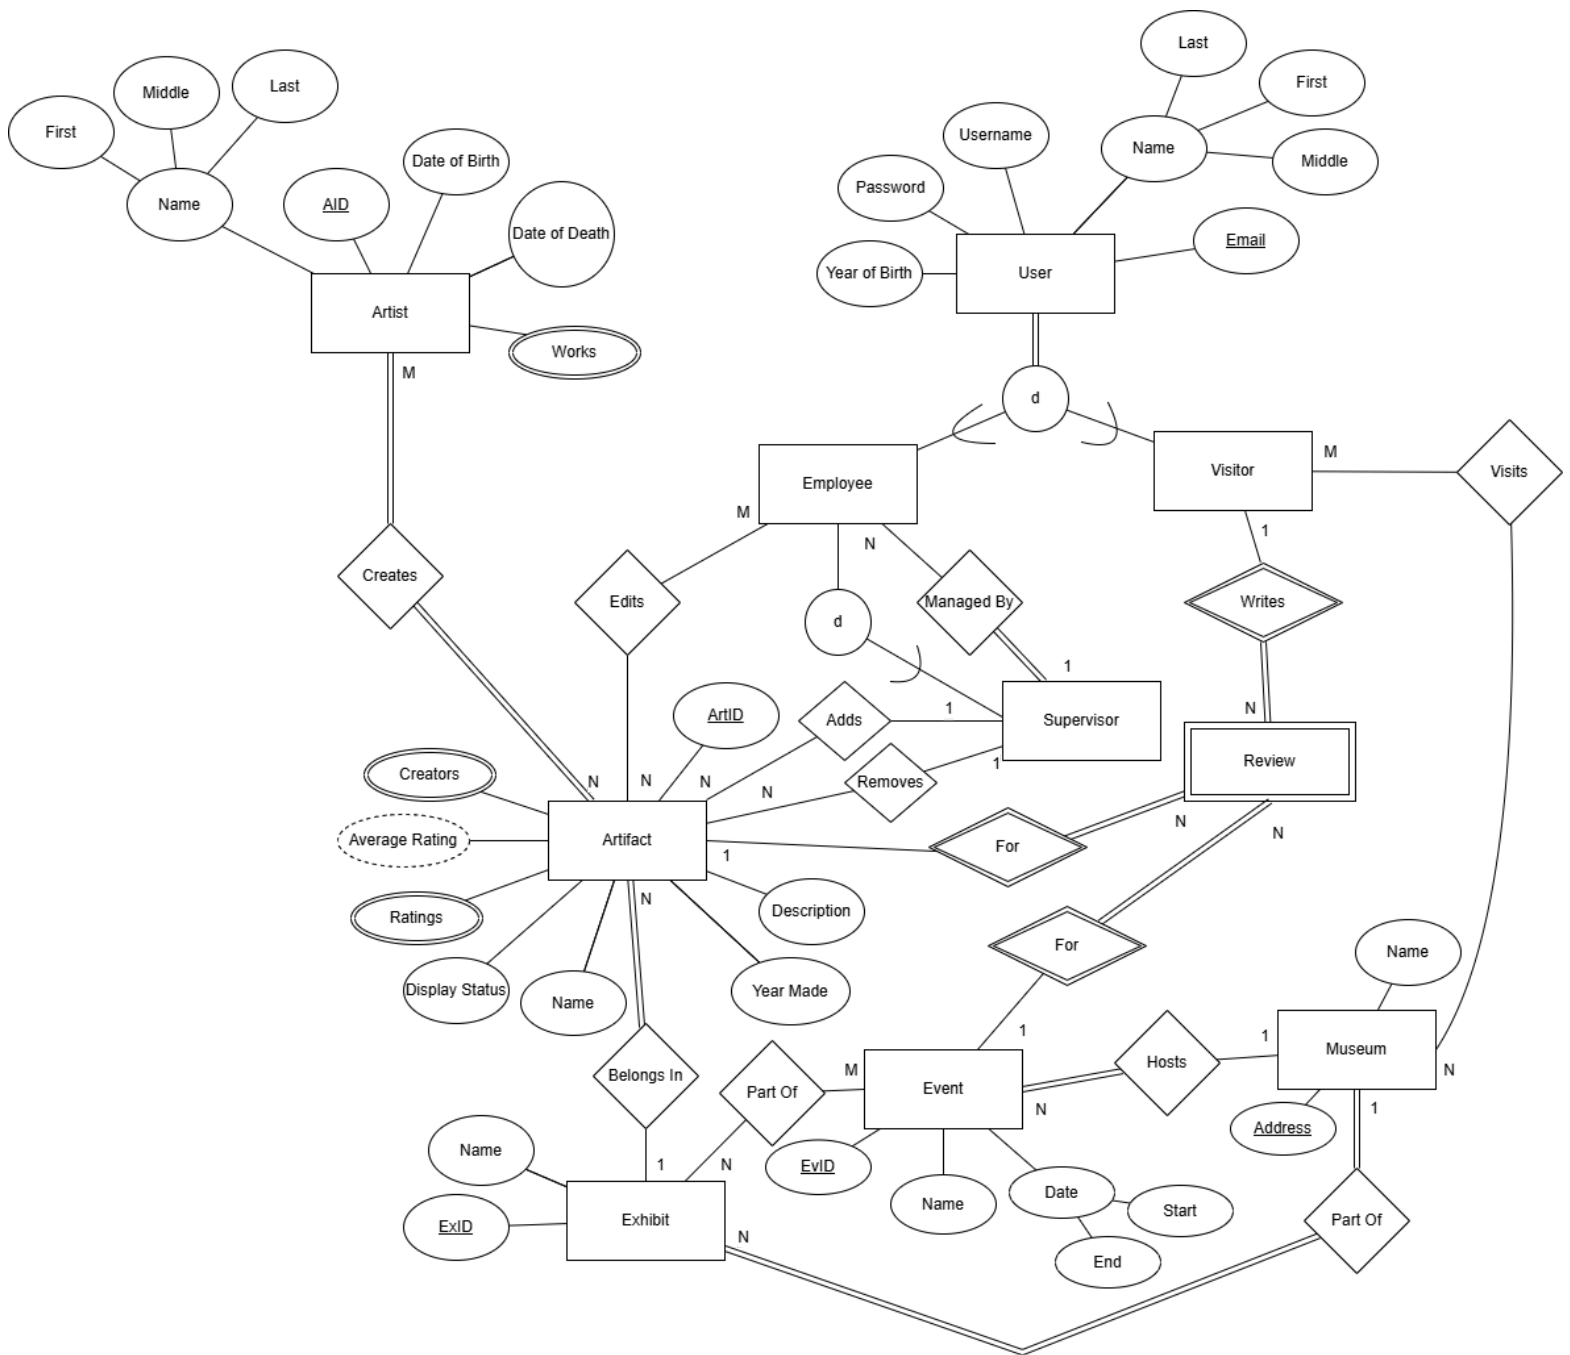 Last
First
Middle
Last
Middle
First
Username
Name
Middle
Password
Name
AID
Date of Birth
Date of Death
Email
Year of Birth
User
Artist
Works
M
d
Employee
Visitor
M
Visits
M
N
1
Creates
Edits
d
Managed By
Writes
1
ArtID
Adds
1
Supervisor
N
Creators
N
N
N
N
Removes
1
Review
Average Rating
Artifact
1
For
N
N
Ratings
N
Description
Display Status
Name
Year Made
For
Name
1
Belongs In
Part Of
M
Event
N
Hosts
1
Museum
N
Address
1
Name
1
N
EvID
Name
Date
Start
End
ExID
Exhibit
N
Part Of